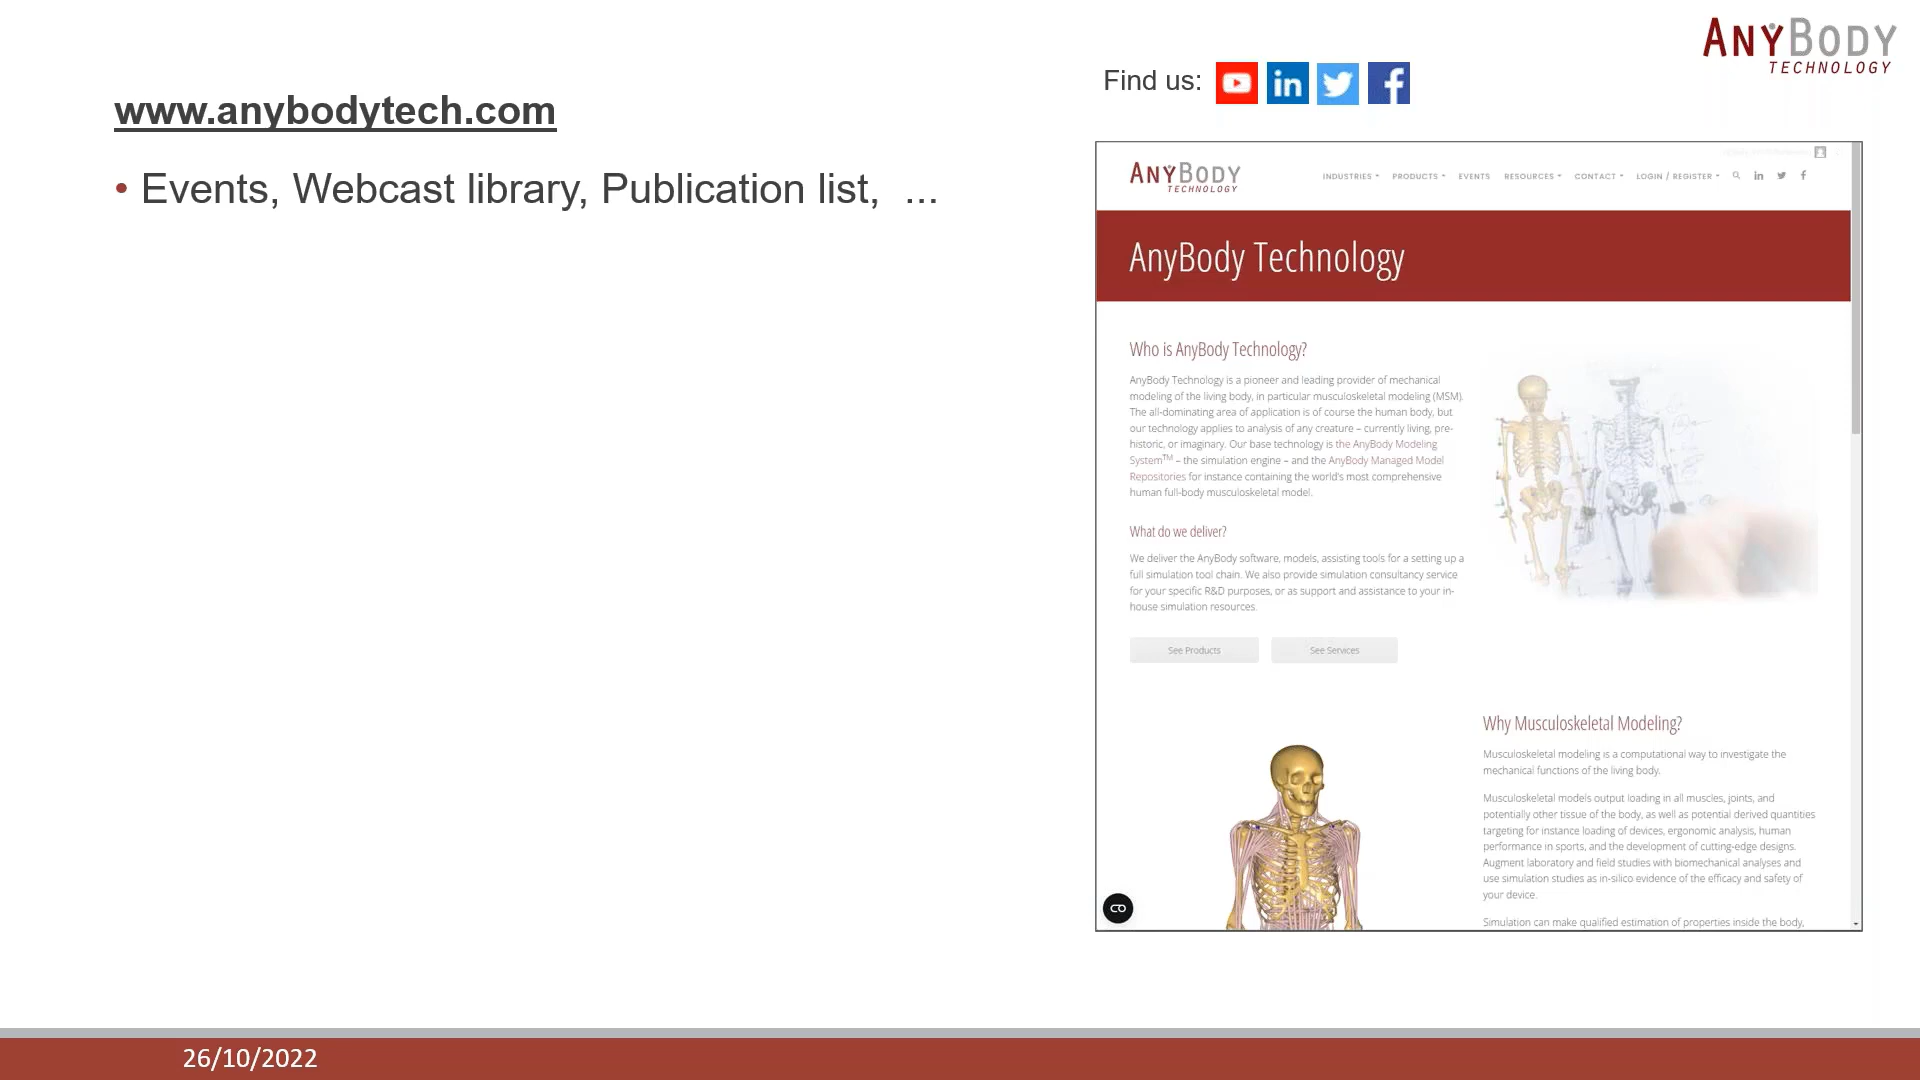 ANYBODY
TECHNOLOGY
Find us:
www.anybodytech.com
• Events, Webcast library, Publication list,  ...
ANYBODY
TECHNOLOGY
INDUSTRIES PRODUCTS EVENTS RESOURCES CONTACT LOGIN / REGISTER
AnyBody Technology
Who is AnyBody Technology?
AnyBody Technology is a pioneer and leading provider of mechanical
modeling of the living body, in particular musculoskeletal modeling (MSM).
The all-dominating area of application is of course the human body, but
our technology applies to analysis of any creature – currently living, pre-
historic, or imaginary. Our base technology is the AnyBody Modeling
System™ – the simulation engine – and the AnyBody Managed Model
Repositories for instance containing the world's most comprehensive
human full-body musculoskeletal model.
What do we deliver?
We deliver the AnyBody software, models, assisting tools for a setting up a
full simulation tool chain. We also provide simulation consultancy service
for your specific R&D purposes, or as support and assistance to your in-
house simulation resources.
See Products
See Services
Why Musculoskeletal Modeling?
Musculoskeletal modeling is a computational way to investigate the
mechanical functions of the living body.
Musculoskeletal models output loading in all muscles, joints, and
potentially other tissue of the body, as well as potential derived quantities
targeting for instance loading of devices, ergonomic analysis, human
performance in sports, and the development of cutting-edge designs.
Augment laboratory and field studies with biomechanical analyses and
use simulation studies as in-silico evidence of the efficacy and safety of
your device.
Simulation can make qualified estimation of properties inside the body,
26/10/2022